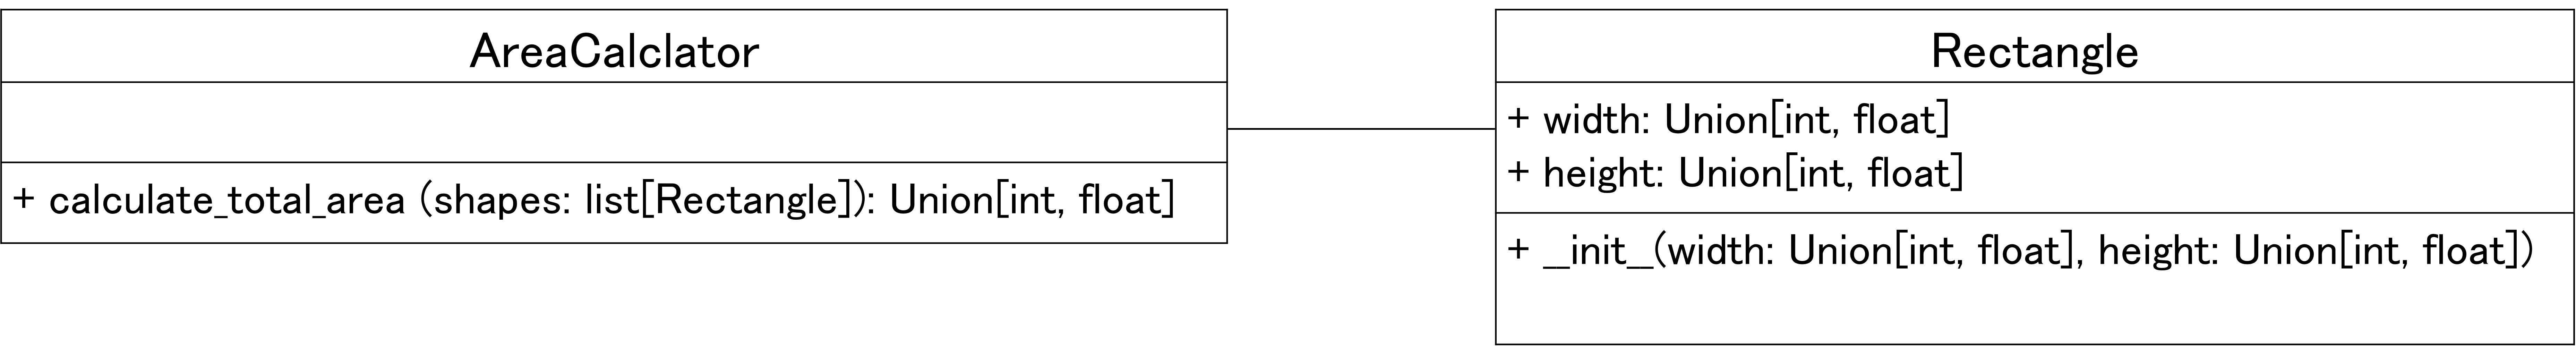 AreaCalclator
+ calculate_total_area (shapes: list[Rectangle]): Union[int, float]
Rectangle
+ width: Union[int, float]
+ height: Union[int, float]
+ __init__(width: Union[int, float], height: Union[int, float])